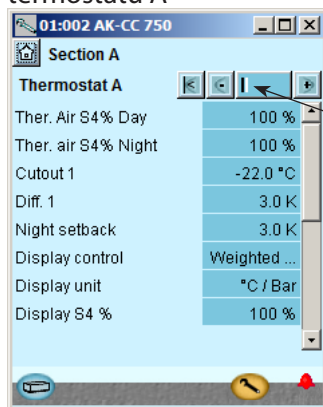 termostatu A
01:002 AK-CC 750
Section A
Thermostat A
Ther. Air S4% Day 100 %
Ther. air S4% Night 100 %
Cutout 1 -22.0 °C
Diff. 1 3.0 K
Night setback 3.0 K
Display control Weighted ...
Display unit °C / Bar
Display S4 % 100 %